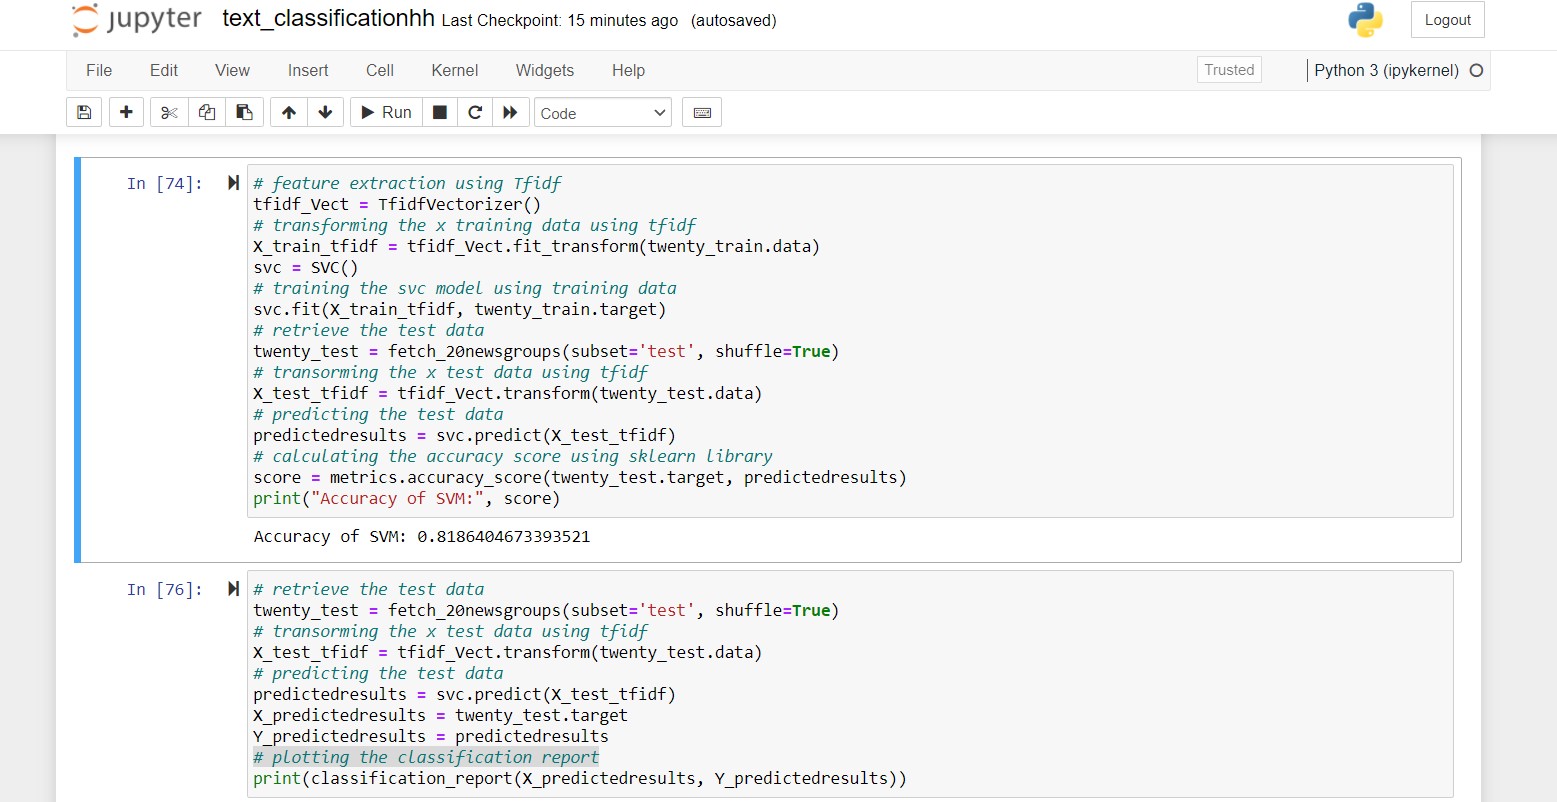 jupyter text_classificationhh Last Checkpoint: 15 minutes ago (autosaved) Logout
File Edit View Insert Cell Kernel Widgets Help Trusted Python 3 (ipykernel)
Run Code
In [74]:
# feature extraction using Tfidf
tfidf_Vect = TfidfVectorizer()
# transforming the x training data using tfidf
X_train_tfidf = tfidf_Vect.fit_transform(twenty_train.data)
svc = SVC()
# training the svc model using training data
svc.fit(X_train_tfidf, twenty_train.target)
# retrieve the test data
twenty_test = fetch_20newsgroups(subset='test', shuffle=True)
# transorming the x test data using tfidf
X_test_tfidf = tfidf_Vect.transform(twenty_test.data)
# predicting the test data
predictedresults = svc.predict(X_test_tfidf)
# calculating the accuracy score using sklearn library
score = metrics.accuracy_score(twenty_test.target, predictedresults)
print("Accuracy of SVM:", score)
Accuracy of SVM: 0.8186404673393521
In [76]:
# retrieve the test data
twenty_test = fetch_20newsgroups(subset='test', shuffle=True)
# transorming the x test data using tfidf
X_test_tfidf = tfidf_Vect.transform(twenty_test.data)
# predicting the test data
predictedresults = svc.predict(X_test_tfidf)
X_predictedresults = twenty_test.target
Y_predictedresults = predictedresults
# plotting the classification report
print(classification_report(X_predictedresults, Y_predictedresults))